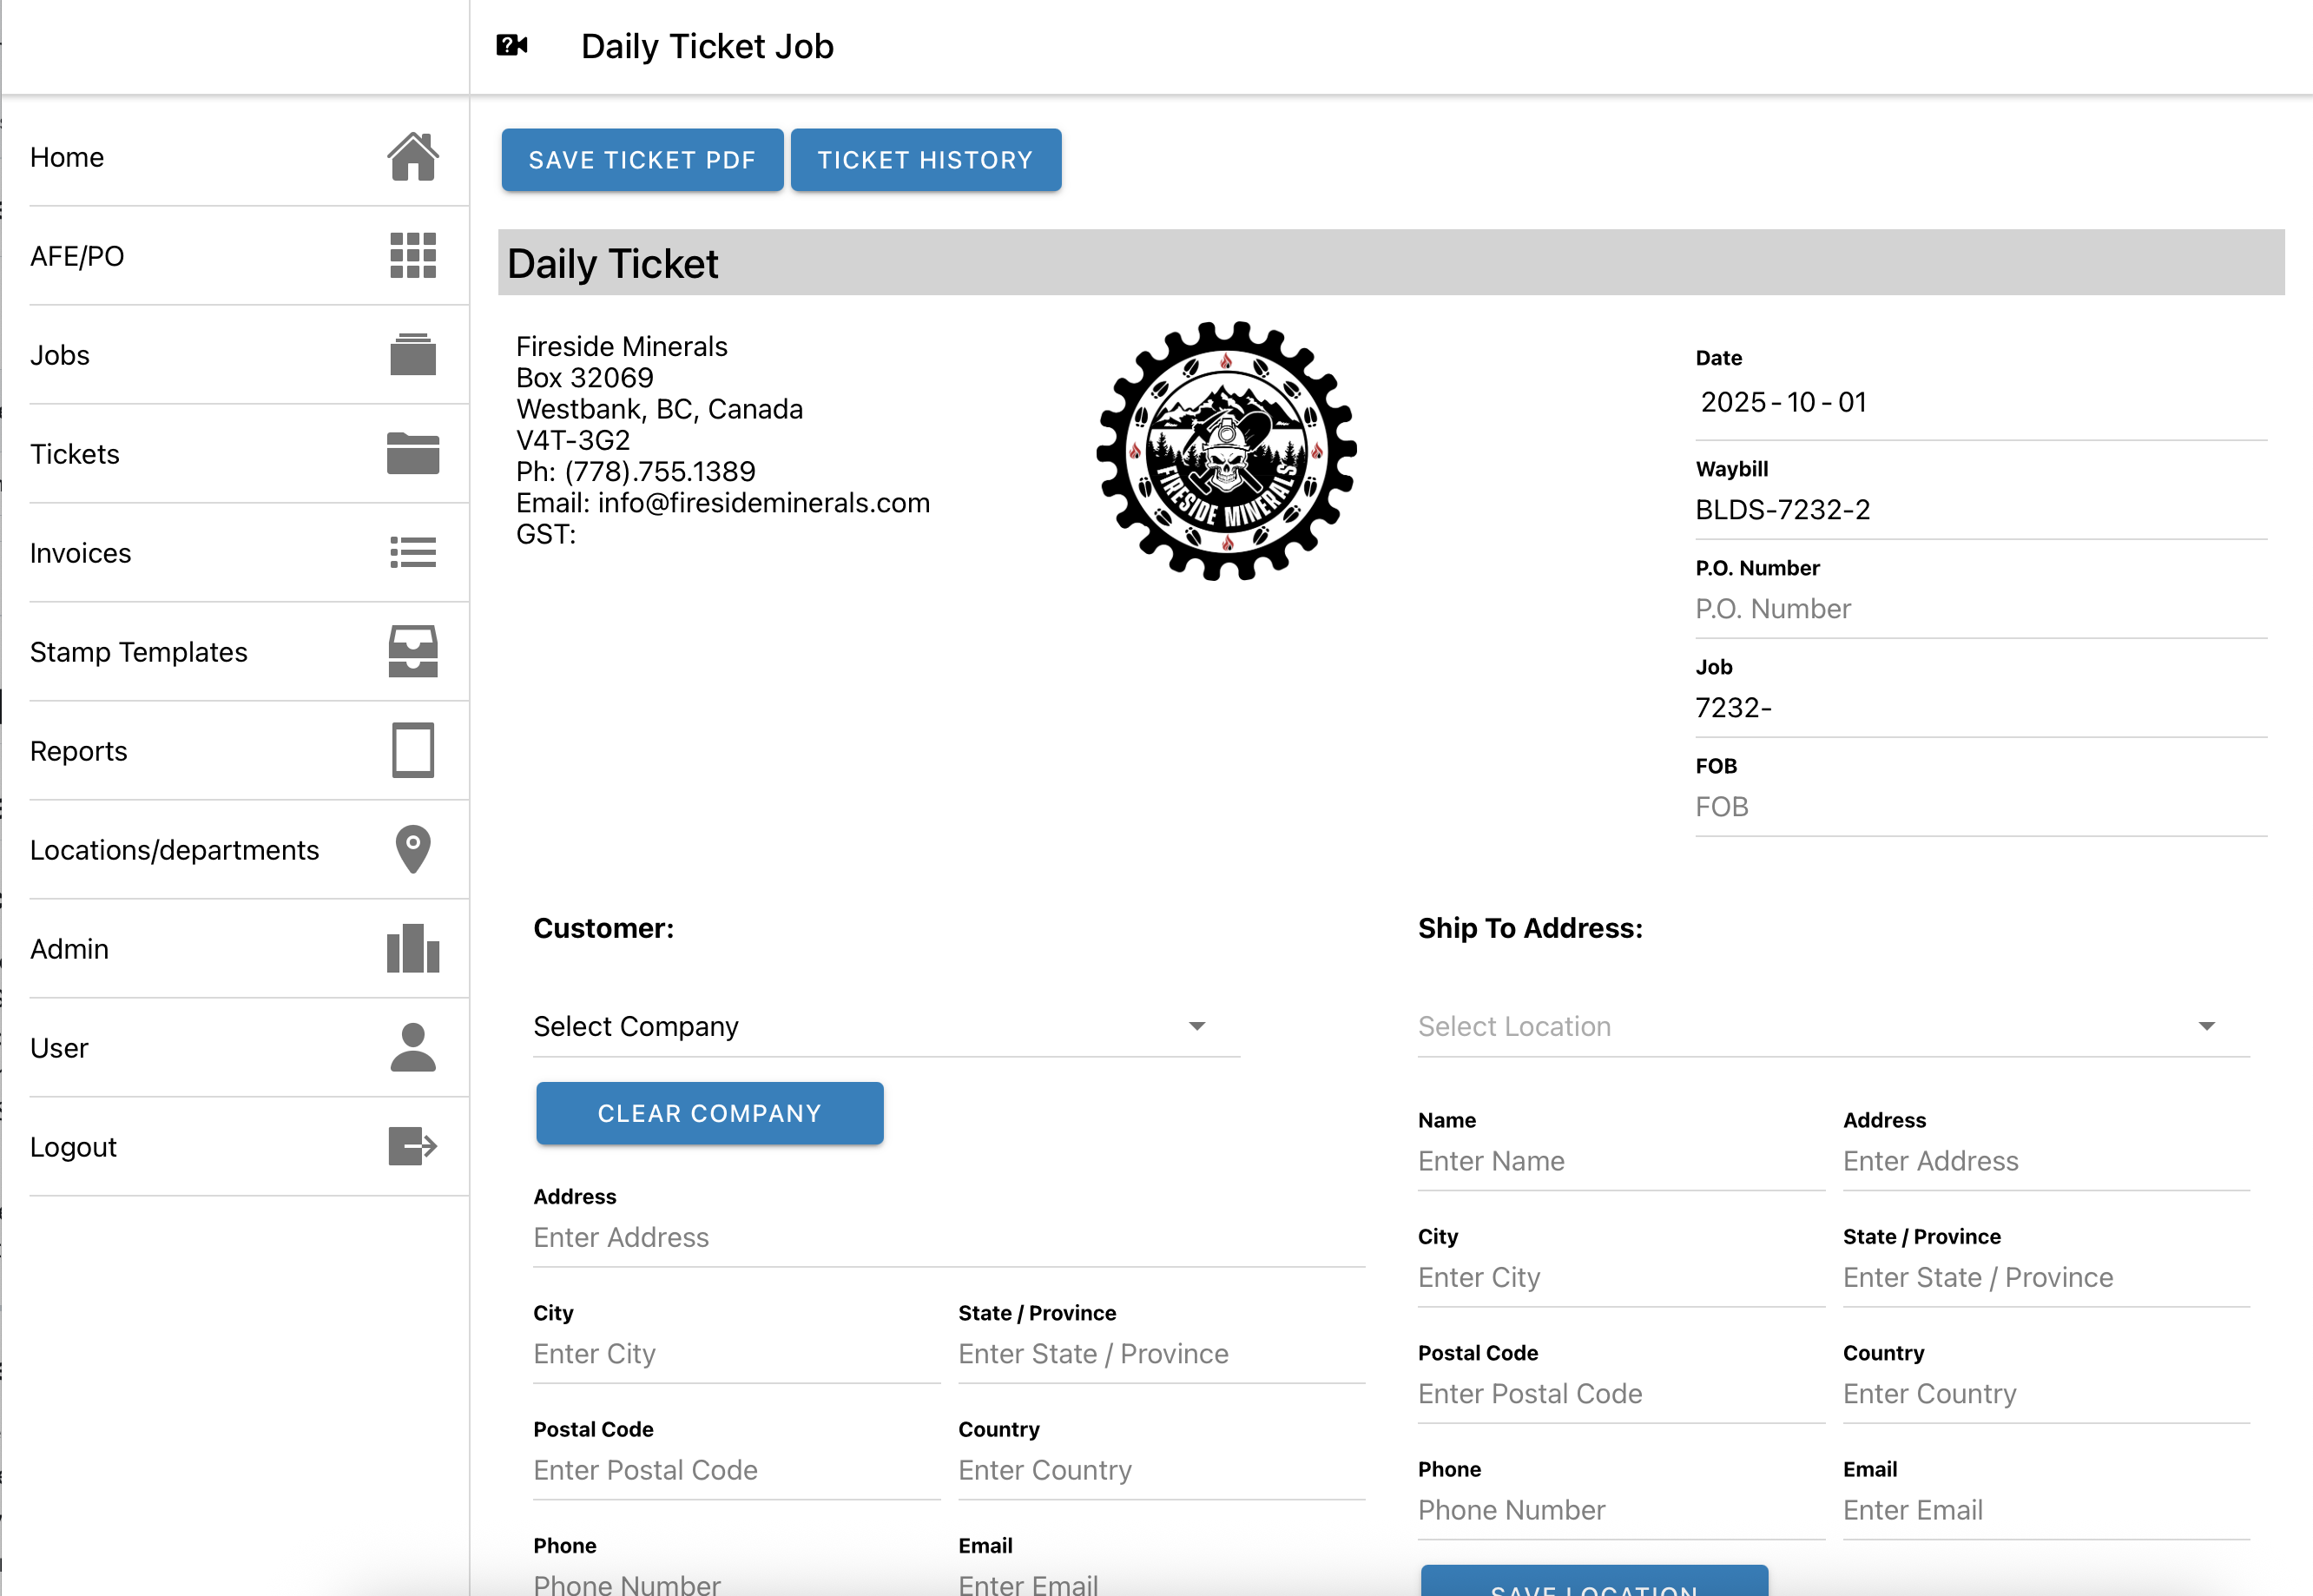 Daily Ticket Job
Home
AFE/PO
Jobs
Tickets
Invoices
Stamp Templates
Reports
Locations/departments
Admin
User
Logout
SAVE TICKET PDF
TICKET HISTORY
Daily Ticket
Fireside Minerals
Box 32069
Westbank, BC, Canada
V4T-3G2
Ph: (778).755.1389
Email: info@firesideminerals.com
GST:
FIRESIDE MINERALS
Date
2025-10-01
Waybill
BLDS-7232-2
P.O. Number
P.O. Number
Job
7232-
FOB
FOB
Customer:
Select Company
CLEAR COMPANY
Address
Enter Address
City
Enter City
State / Province
Enter State / Province
Postal Code
Enter Postal Code
Country
Enter Country
Phone
Phone Number
Email
Enter Email
Ship To Address:
Select Location
Name
Enter Name
Address
Enter Address
City
Enter City
State / Province
Enter State / Province
Postal Code
Enter Postal Code
Country
Enter Country
Phone
Phone Number
Email
Enter Email
SAVE LOCATION